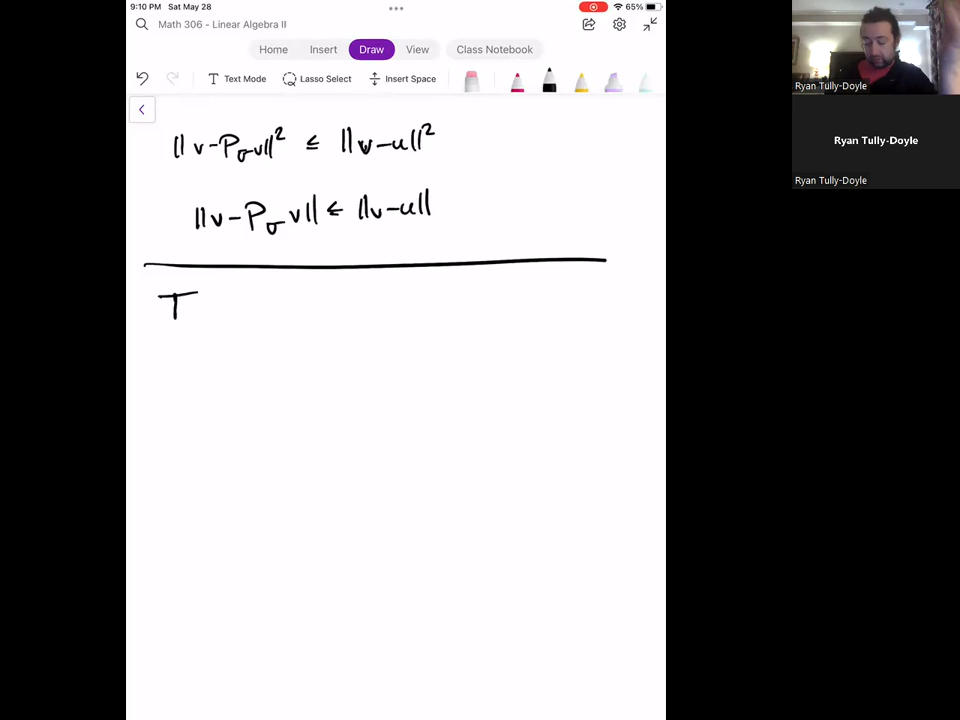 9:10 PM Sat May 28
65%
Math 306 - Linear Algebra II
Home Insert Draw View Class Notebook
Text Mode Lasso Select Insert Space
||v-P_U v||² ≤ ||v-u||²
||v-P_U v|| ≤ ||v-u||
T
Ryan Tully-Doyle
Ryan Tully-Doyle
Ryan Tully-Doyle